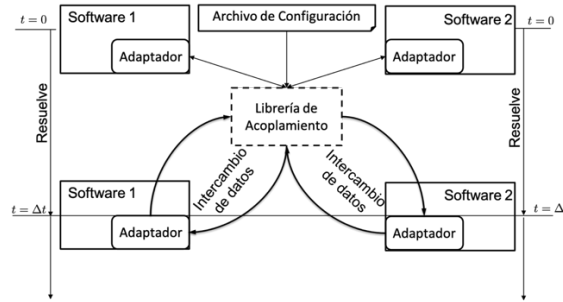 t = 0
Software 1
Archivo de Configuración
Software 2
t = 0
Adaptador
Adaptador
Resuelve
Librería de
Acoplamiento
Resuelve
Intercambio
de datos
Intercambio
de datos
Software 1
Software 2
t = Δt
t = Δ
Adaptador
Adaptador